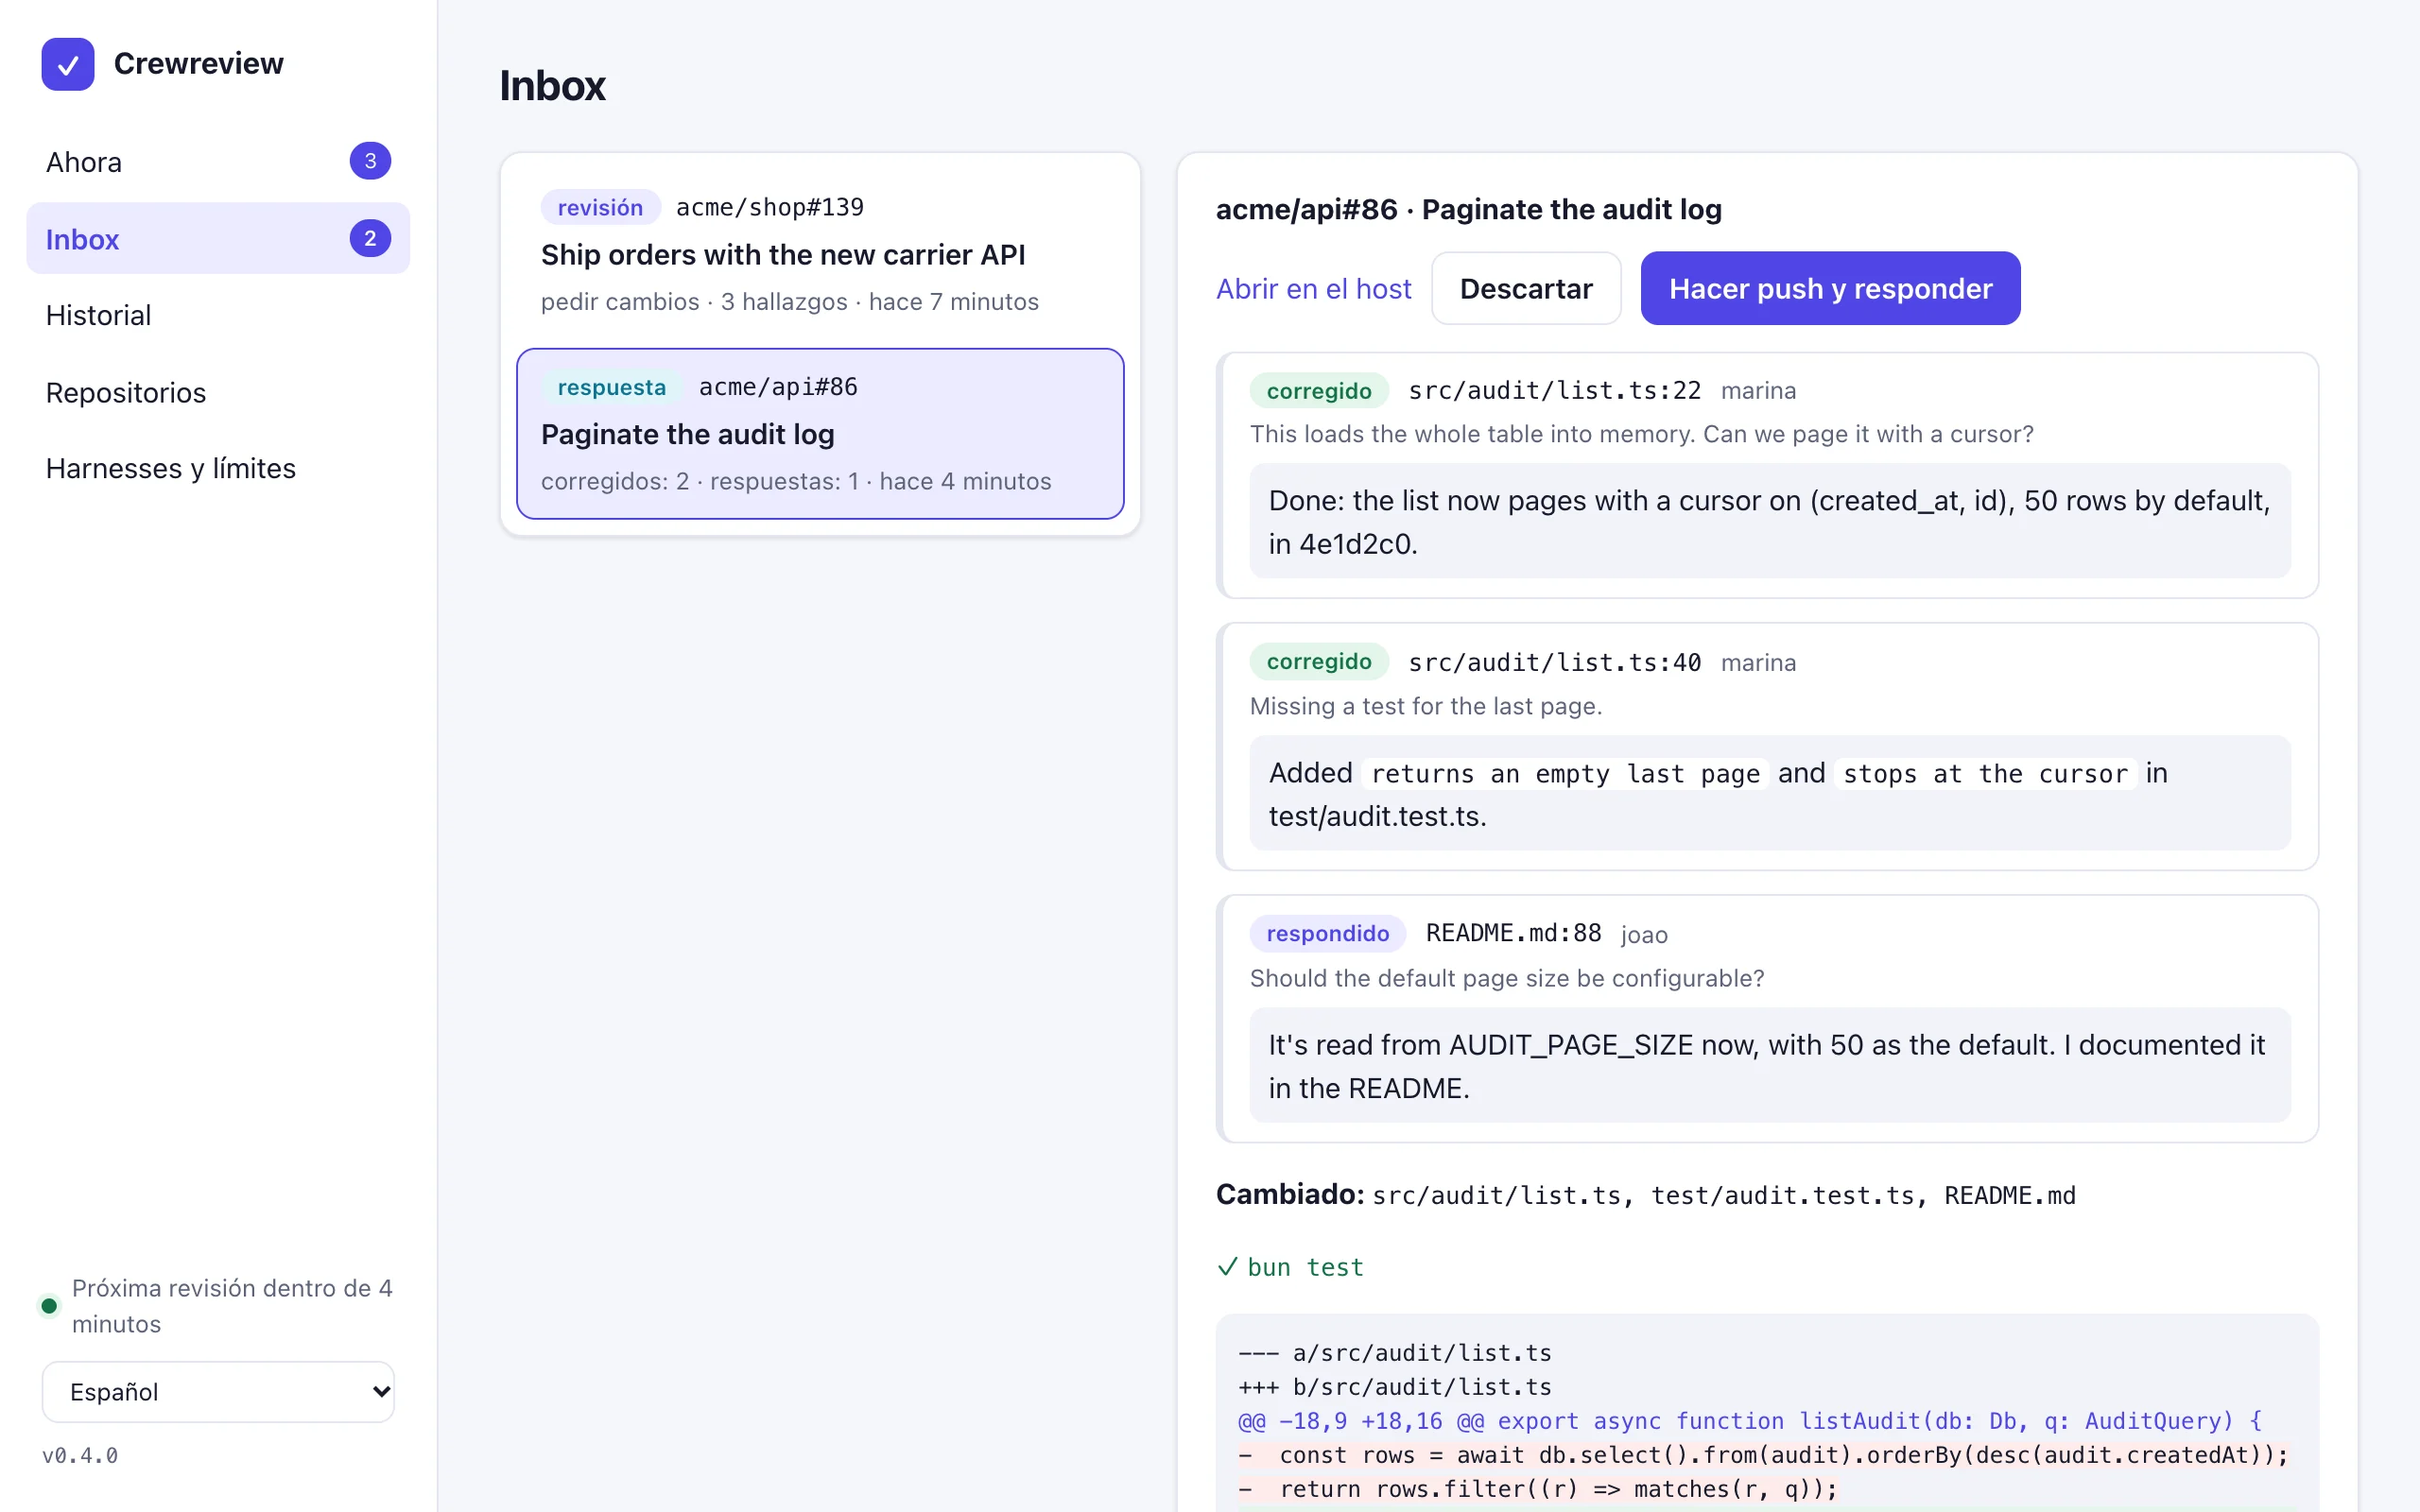 Crewreview
Ahora 3
Inbox 2
Historial
Repositorios
Harnesses y límites
Próxima revisión dentro de 4
minutos
Español
v0.4.0
Inbox
revisión acme/shop#139
Ship orders with the new carrier API
pedir cambios · 3 hallazgos · hace 7 minutos
respuesta acme/api#86
Paginate the audit log
corregidos: 2 · respuestas: 1 · hace 4 minutos
acme/api#86 · Paginate the audit log
Abrir en el host Descartar Hacer push y responder
corregido src/audit/list.ts:22 marina
This loads the whole table into memory. Can we page it with a cursor?
Done: the list now pages with a cursor on (created_at, id), 50 rows by default,
in 4e1d2c0.
corregido src/audit/list.ts:40 marina
Missing a test for the last page.
Added returns an empty last page and stops at the cursor in
test/audit.test.ts.
respondido README.md:88 joao
Should the default page size be configurable?
It's read from AUDIT_PAGE_SIZE now, with 50 as the default. I documented it
in the README.
Cambiado: src/audit/list.ts, test/audit.test.ts, README.md
✓ bun test
--- a/src/audit/list.ts
+++ b/src/audit/list.ts
@@ -18,9 +18,16 @@ export async function listAudit(db: Db, q: AuditQuery) {
-  const rows = await db.select().from(audit).orderBy(desc(audit.createdAt));
-  return rows.filter((r) => matches(r, q));